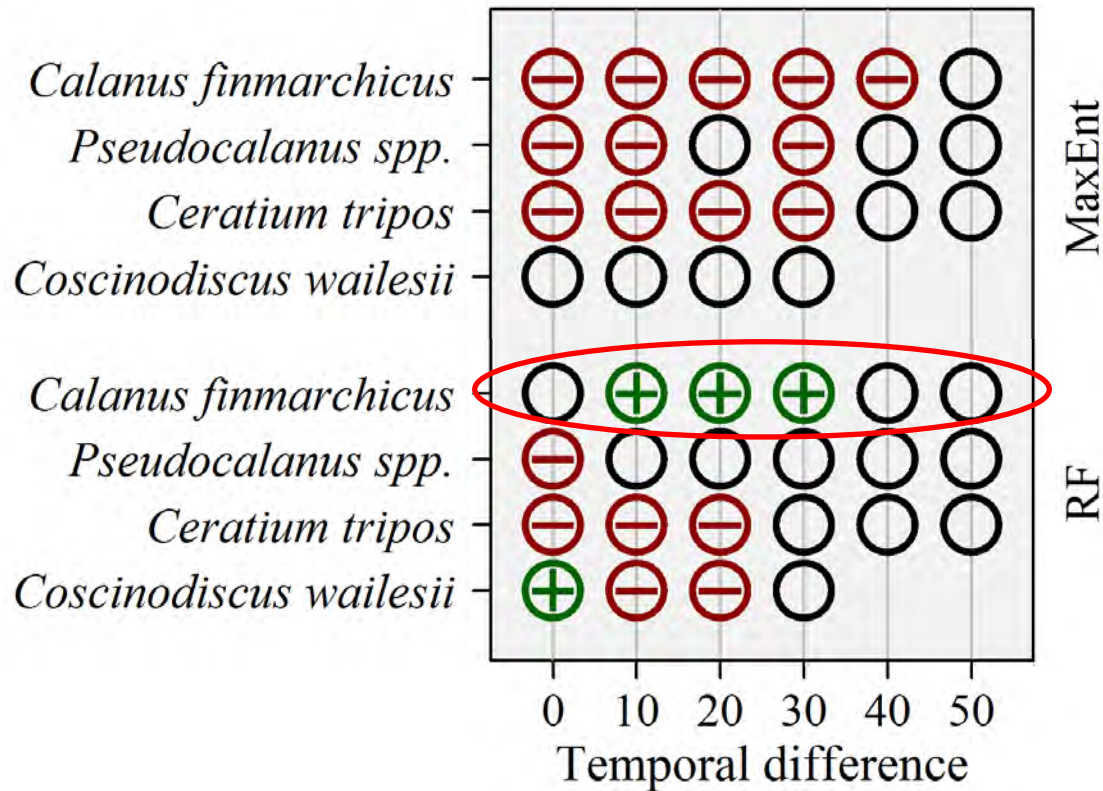 Calanus finmarchicus
Pseudocalanus spp.
Ceratium tripos
Coscinodiscus wailesii
MaxEnt
Calanus finmarchicus
Pseudocalanus spp.
Ceratium tripos
Coscinodiscus wailesii
RF
0 10 20 30 40 50
Temporal difference